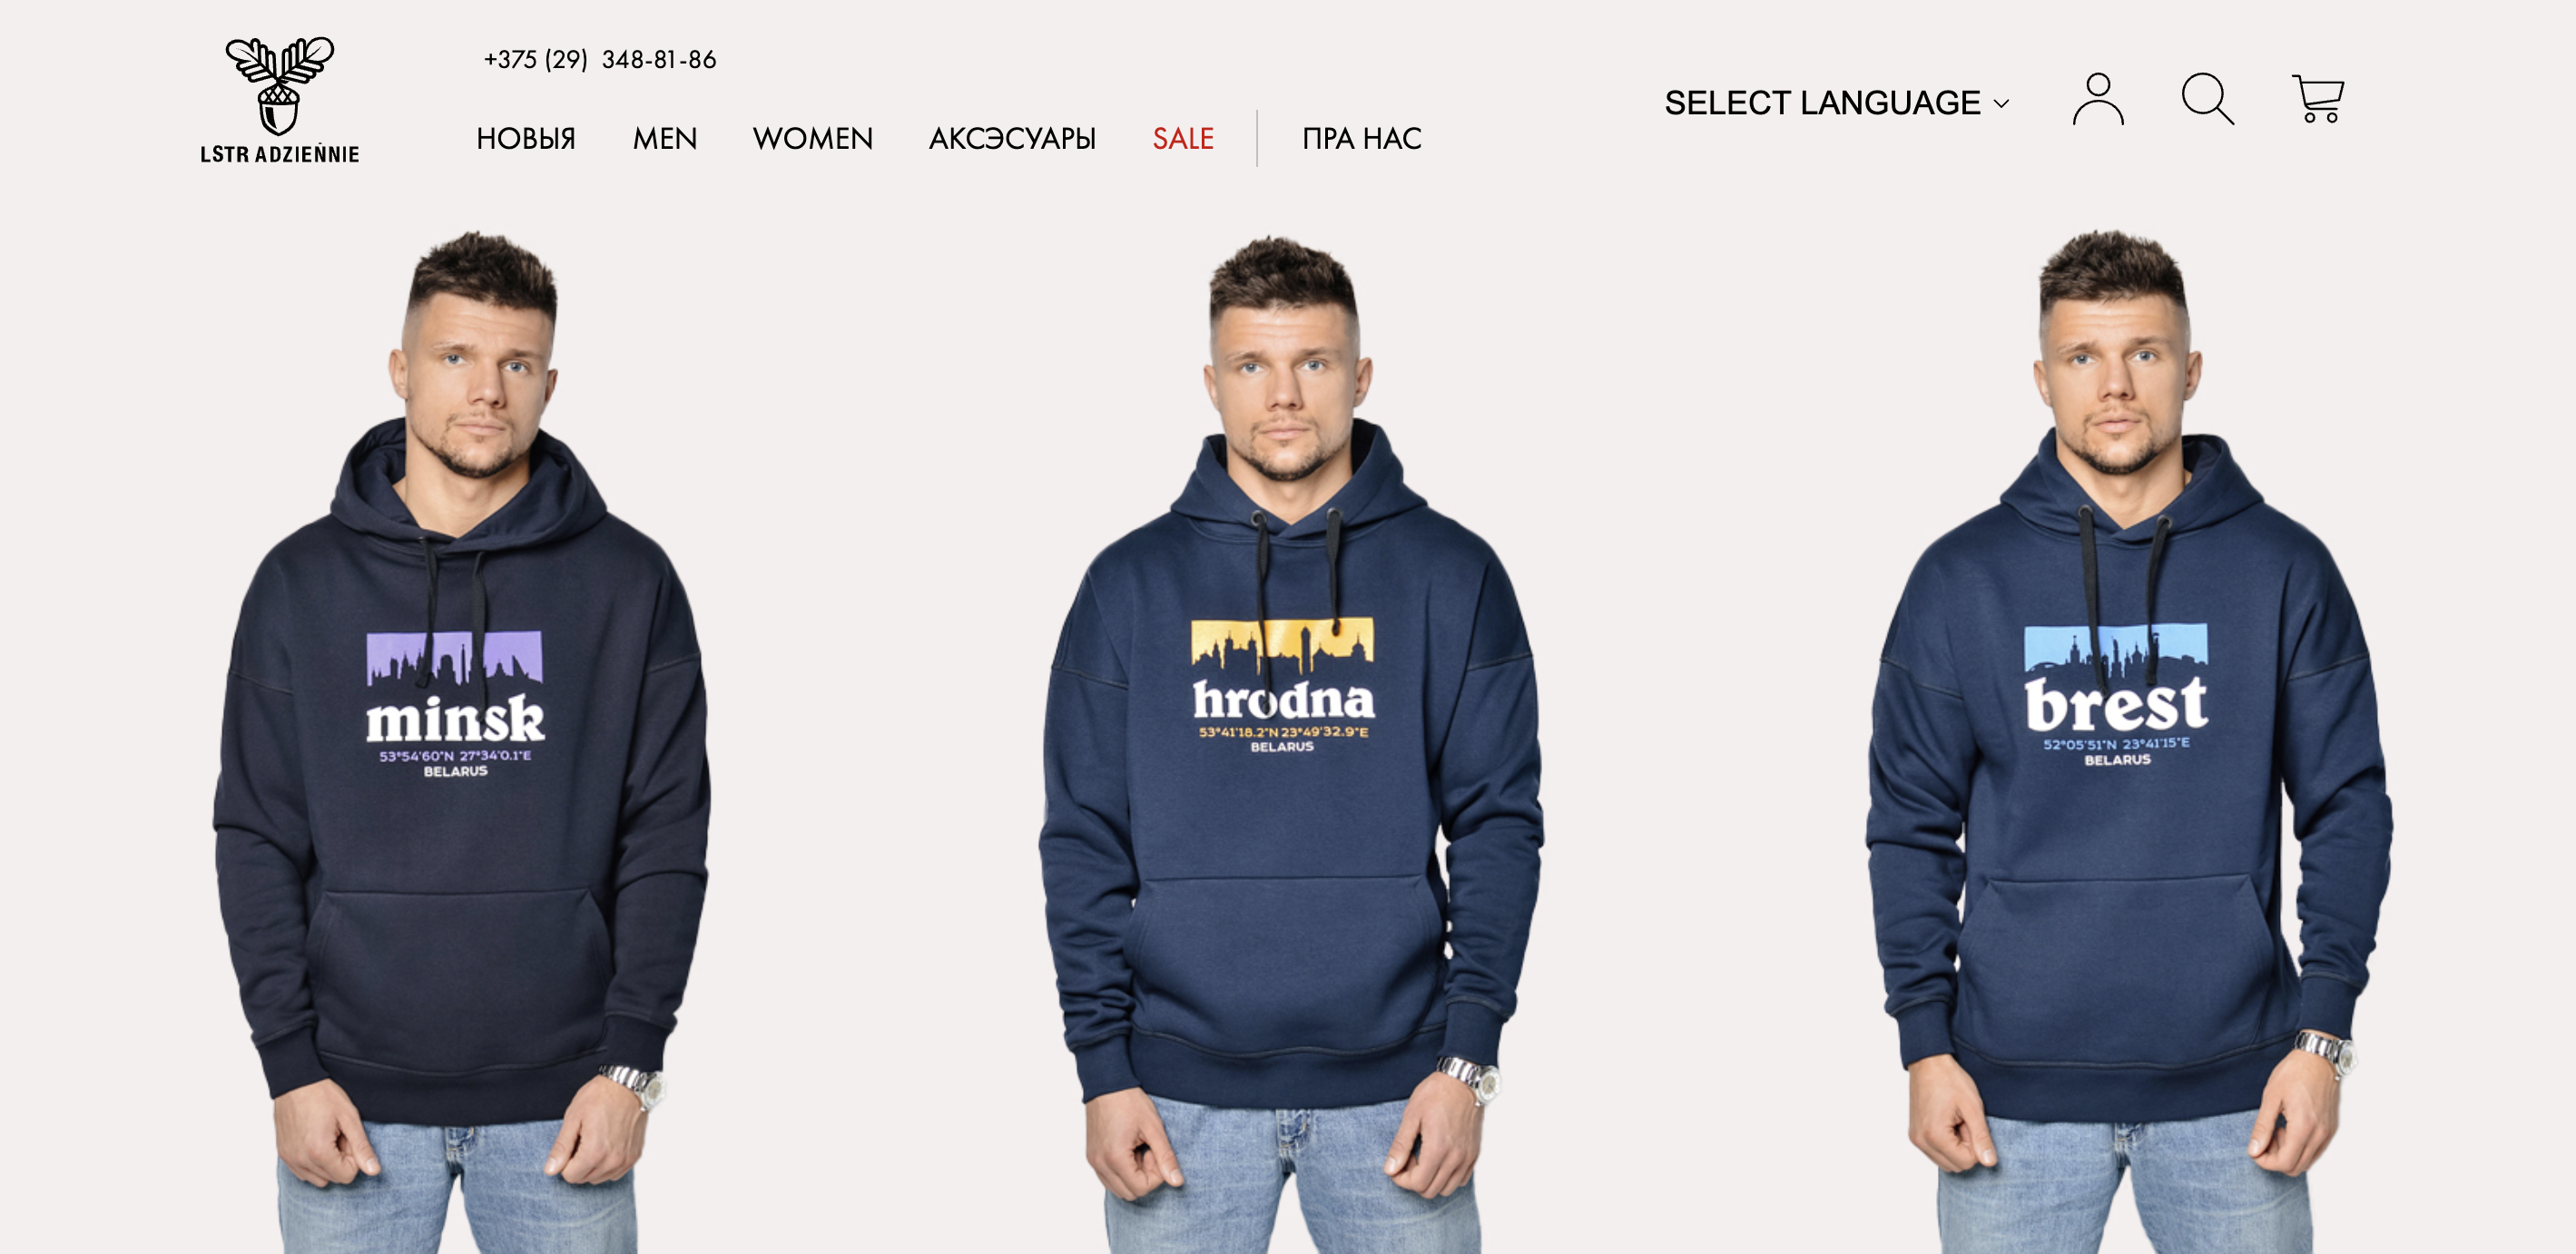 +375 (29) 348-81-86
SELECT LANGUAGE
НОВЫЯ MEN WOMEN АКСЭСУАРЫ SALE ПРА НАС
LSTR ADZIEŃNIE
minsk
53°54'60"N 27°34'0.1"E
BELARUS
hrodna
53°41'18.2"N 23°49'32.9"E
BELARUS
brest
52°05'51"N 23°41'15"E
BELARUS